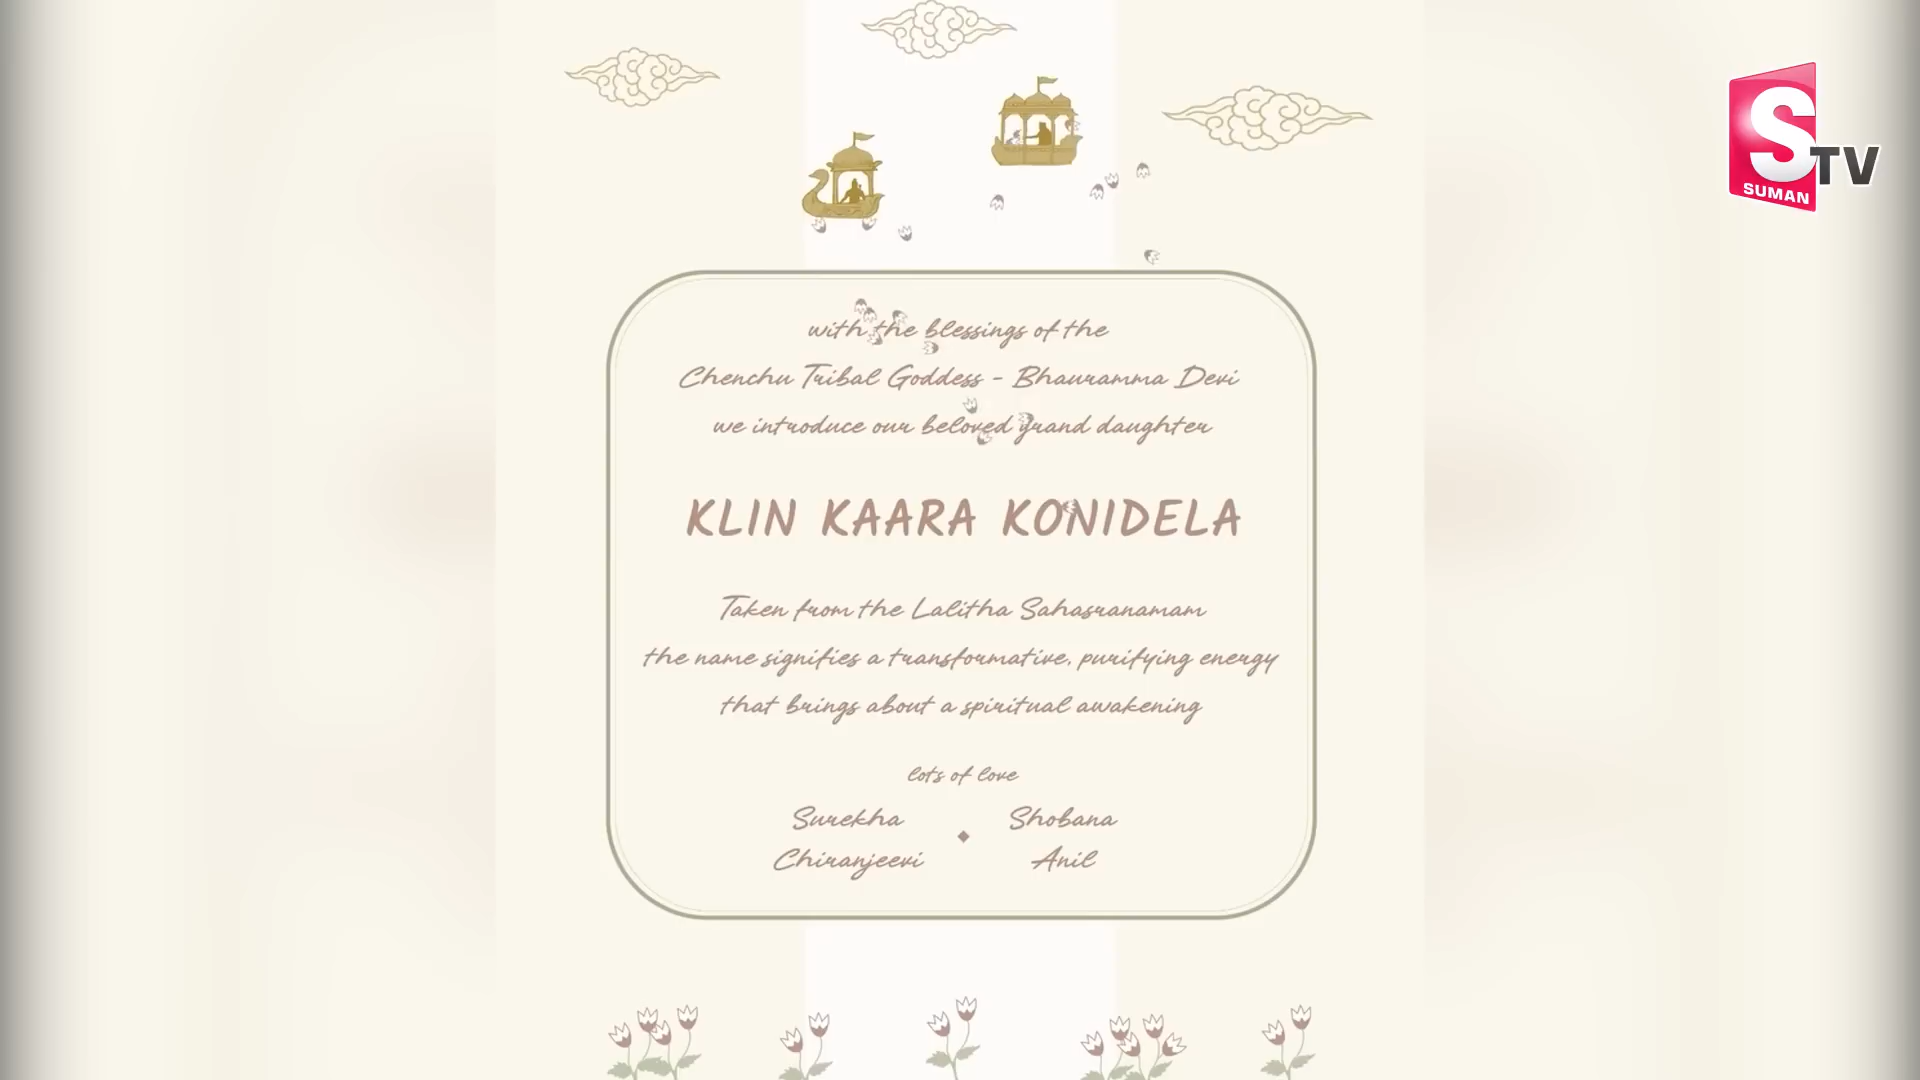 S
TV
SUMAN
with the blessings of the
Chenchu Tribal Goddess - Bhauramma Devi
we introduce our beloved grand daughter
KLIN KAARA KONIDELA
Taken from the Lalitha Sahasranamam
the name signifies a transformative, purifying energy
that brings about a spiritual awakening
lots of love
Surekha Shobana
Chiranjeevi Anil